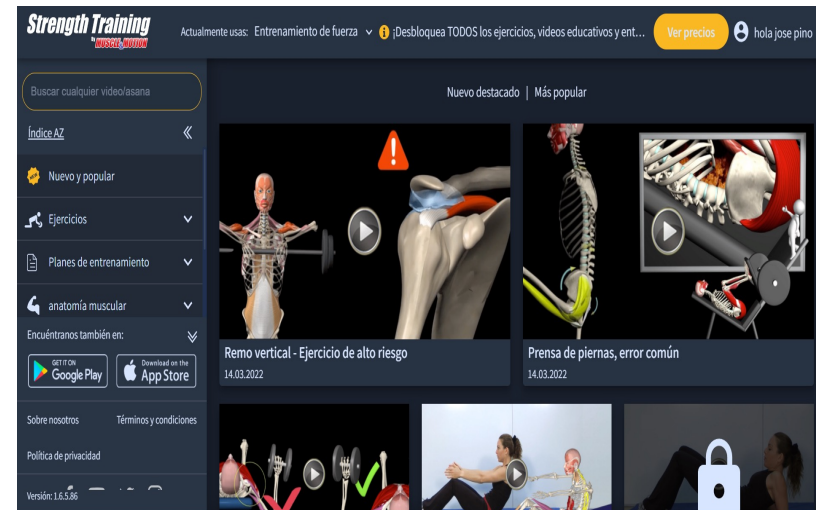 Strength Training
by MUSCLE & MOTION
Actualmente usas: Entrenamiento de fuerza
¡Desbloquea TODOS los ejercicios, videos educativos y ent...
Ver precios
hola jose pino
Buscar cualquier video/asana
Índice AZ
NEW
Nuevo y popular
Ejercicios
Planes de entrenamiento
anatomía muscular
Encuéntranos también en:
GET IT ON
Google Play
Download on the
App Store
Sobre nosotros
Términos y condiciones
Política de privacidad
Versión: 1.6.5.86
Nuevo destacado | Más popular
Remo vertical - Ejercicio de alto riesgo
14.03.2022
Prensa de piernas, error común
14.03.2022